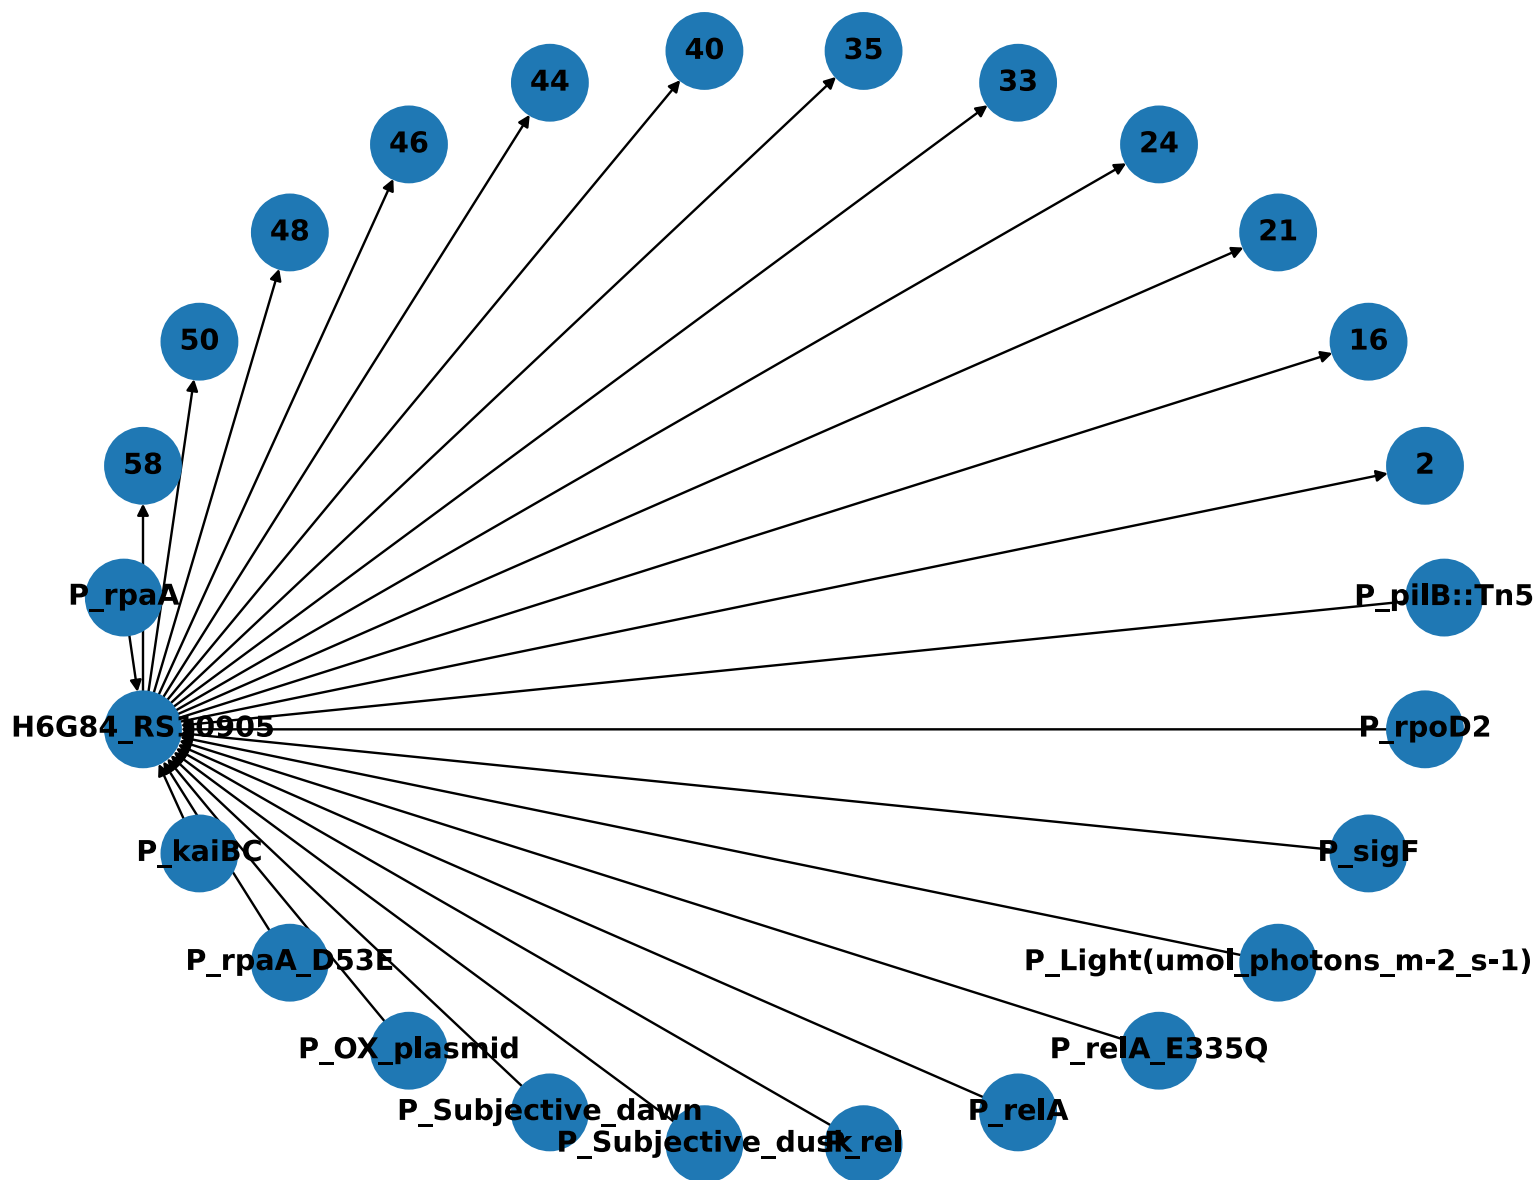 40
35
44
33
46
24
48
21
50
16
58
2
P_rpaA
P_pilB::Tn5
H6G84_RS10905
P_rpoD2
P_kaiBC
P_sigF
P_rpaA_D53E
P_Light(umol_photons_m-2_s-1)
P_OX_plasmid
P_relA_E335Q
P_Subjective_dawn
P_relA
P_Subjective_dusk
P_rel